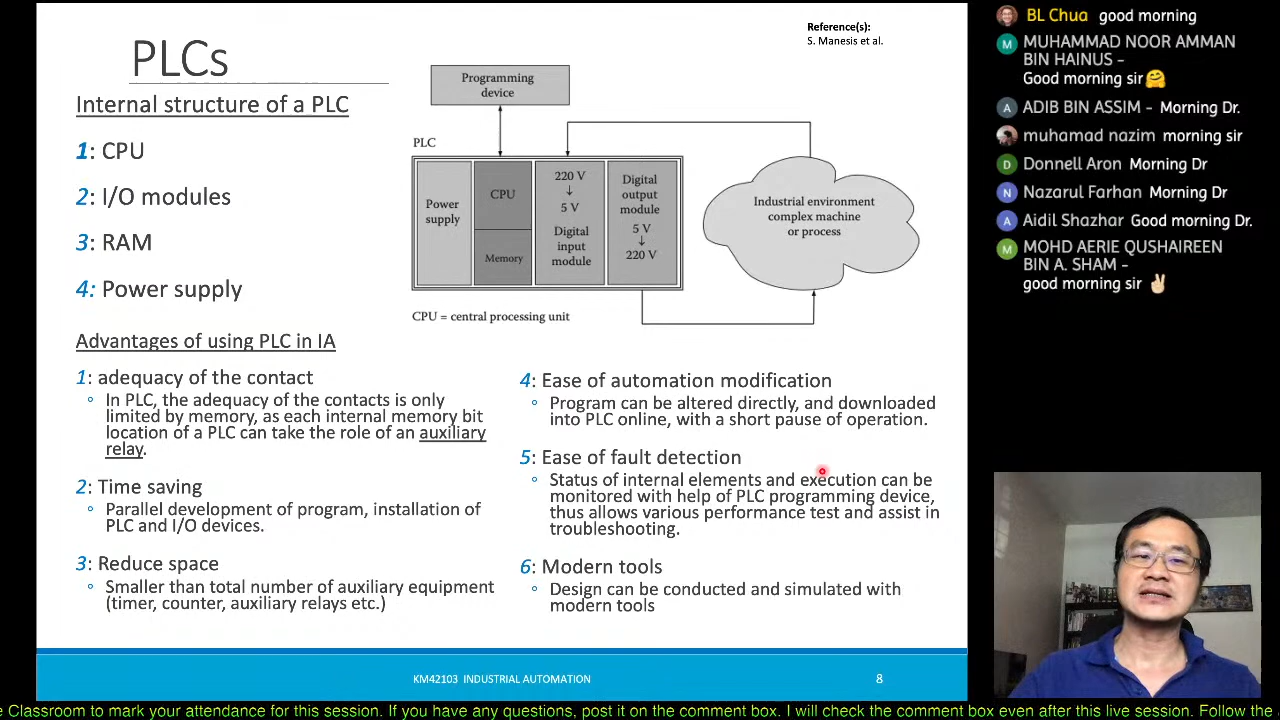 Reference(s):
S. Manesis et al.
PLCs
Internal structure of a PLC
1: CPU
2: I/O modules
3: RAM
4: Power supply
Programming
device
PLC
Power
supply
CPU
Memory
220 V
↓
5 V
Digital
input
module
Digital
output
module
5 V
↓
220 V
Industrial environment
complex machine
or process
CPU = central processing unit
Advantages of using PLC in IA
1: adequacy of the contact
In PLC, the adequacy of the contacts is only
limited by memory, as each internal memory bit
location of a PLC can take the role of an auxiliary
relay.
2: Time saving
Parallel development of program, installation of
PLC and I/O devices.
3: Reduce space
Smaller than total number of auxiliary equipment
(timer, counter, auxiliary relays etc.)
4: Ease of automation modification
Program can be altered directly, and downloaded
into PLC online, with a short pause of operation.
5: Ease of fault detection
Status of internal elements and execution can be
monitored with help of PLC programming device,
thus allows various performance test and assist in
troubleshooting.
6: Modern tools
Design can be conducted and simulated with
modern tools
KM42103 INDUSTRIAL AUTOMATION
8
BL Chua good morning
M
MUHAMMAD NOOR AMMAN
BIN HAINUS -
Good morning sir🤗
A
ADIB BIN ASSIM - Morning Dr.
muhamad nazim morning sir
D
Donnell Aron Morning Dr
N
Nazarul Farhan Morning Dr
A
Aidil Shazhar Good morning Dr.
M
MOHD AERIE QUSHAIREEN
BIN A. SHAM -
good morning sir ✌🏻
e Classroom to mark your attendance for this session. If you have any questions, post it on the comment box. I will check the comment box even after this live session. Follow the